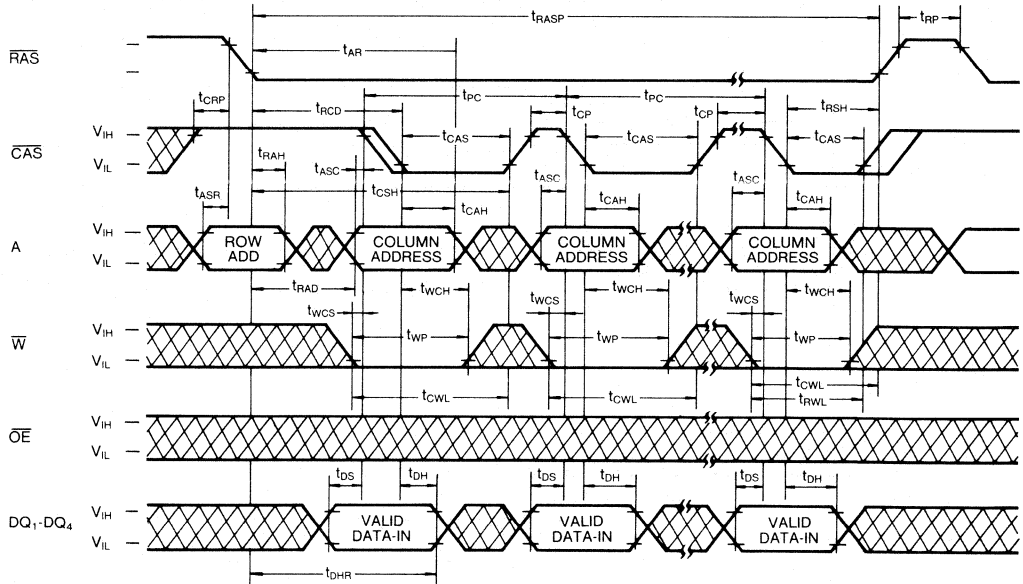 tRASP
tRP
tAR
RAS
tCRP
tRCD
tPC
tCP
tPC
tCP
tRSH
VIH
CAS
VIL
tCAS
tCAS
tCAS
tRAH
tASC
tCSH
tASC
tASC
tASR
tCAH
tCAH
tCAH
VIH
A
VIL
ROW ADD
COLUMN ADDRESS
COLUMN ADDRESS
COLUMN ADDRESS
tRAD
tWCH
tWCH
tWCH
tWCS
tWCS
tWCS
VIH
W
VIL
tWP
tWP
tWP
tCWL
tCWL
tCWL
tRWL
VIH
OE
VIL
tDS
tDH
tDS
tDH
tDS
tDH
VIH
DQ1-DQ4
VIL
VALID DATA-IN
VALID DATA-IN
VALID DATA-IN
tDHR